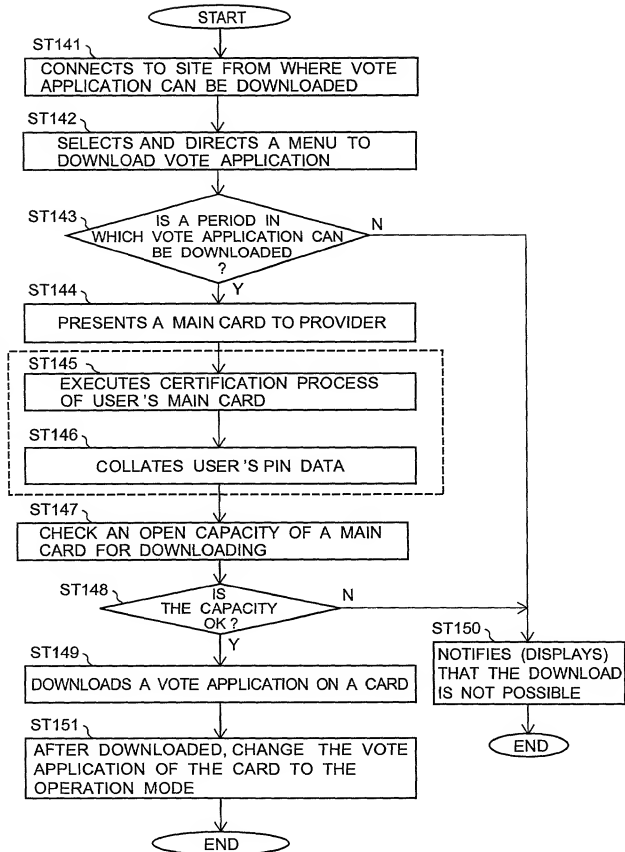 START
ST141
CONNECTS TO SITE FROM WHERE VOTE
APPLICATION CAN BE DOWNLOADED
ST142
SELECTS AND DIRECTS A MENU TO
DOWNLOAD VOTE APPLICATION
ST143
IS A PERIOD IN
WHICH VOTE APPLICATION CAN
BE DOWNLOADED
?
N
Y
ST144
PRESENTS A MAIN CARD TO PROVIDER
ST145
EXECUTES CERTIFICATION PROCESS
OF USER'S MAIN CARD
ST146
COLLATES USER'S PIN DATA
ST147
CHECK AN OPEN CAPACITY OF A MAIN
CARD FOR DOWNLOADING
ST148
IS
THE CAPACITY
OK?
N
Y
ST149
DOWNLOADS A VOTE APPLICATION ON A CARD
ST150
NOTIFIES (DISPLAYS)
THAT THE DOWNLOAD
IS NOT POSSIBLE
END
ST151
AFTER DOWNLOADED, CHANGE THE VOTE
APPLICATION OF THE CARD TO THE
OPERATION MODE
END